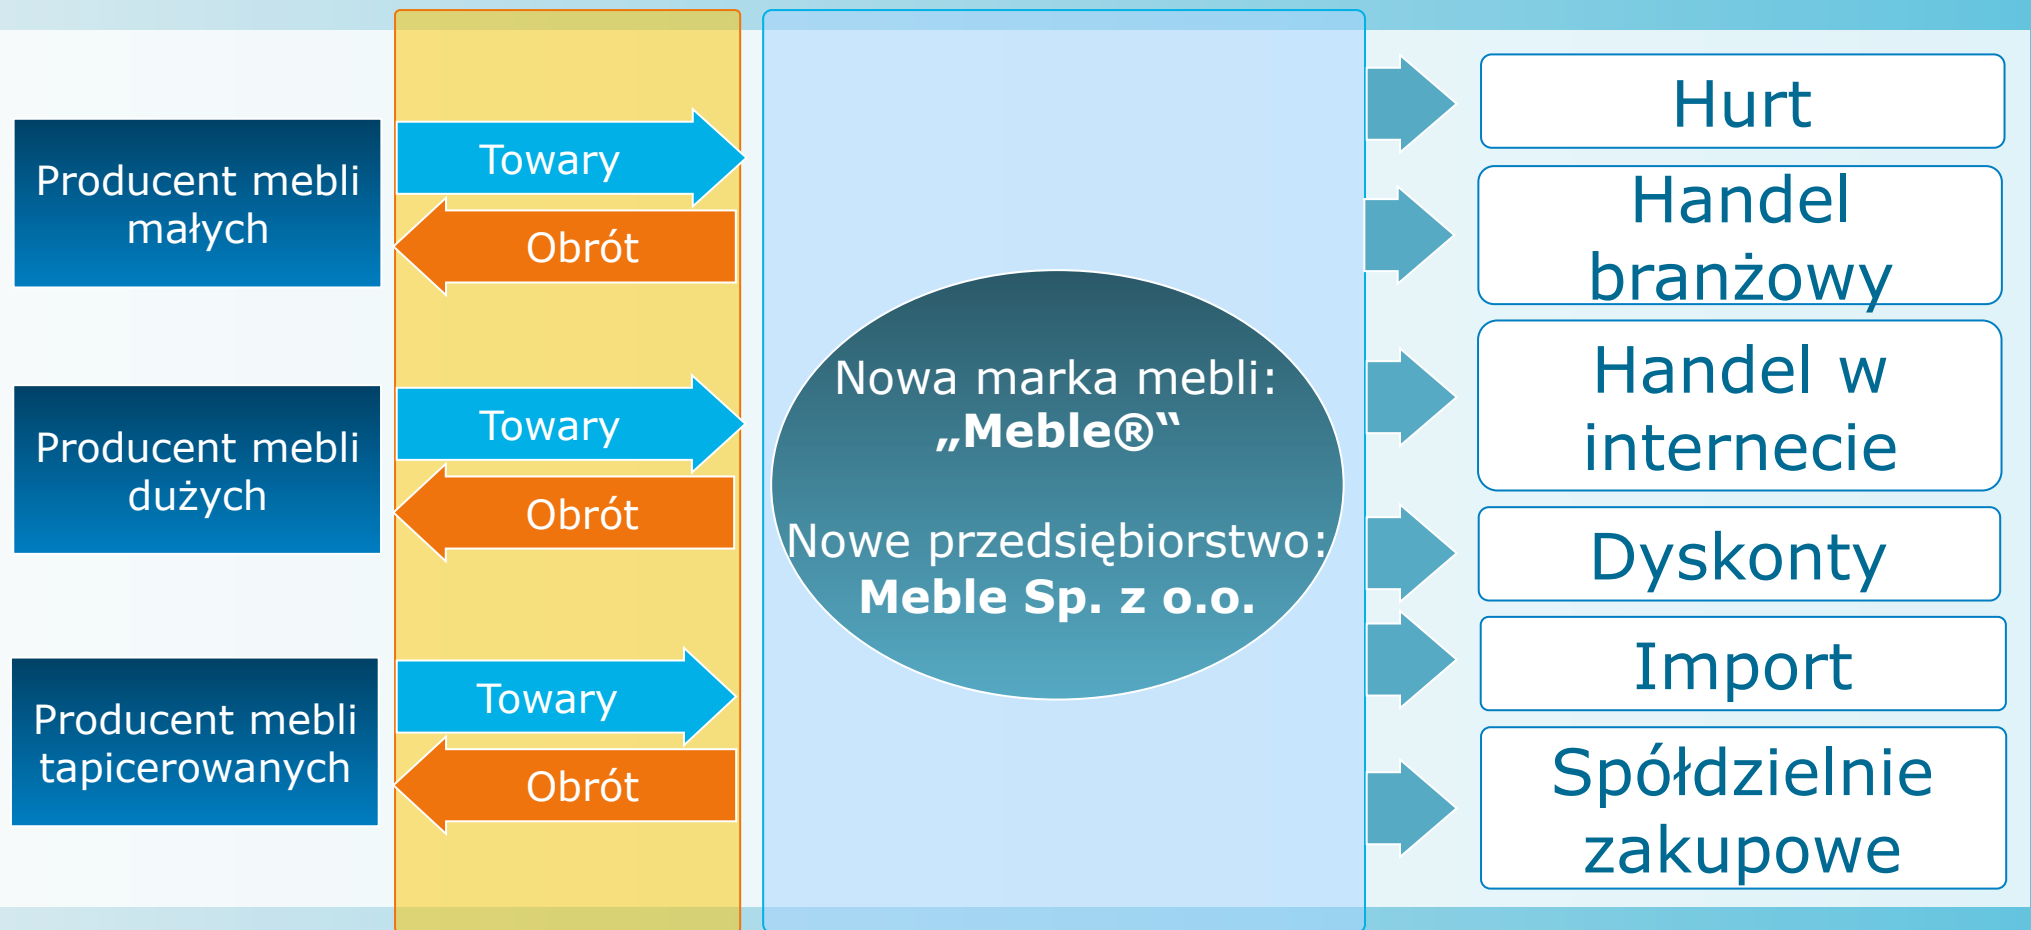 Producent mebli
małych
Towary
Obrót
Producent mebli
dużych
Towary
Obrót
Producent mebli
tapicerowanych
Towary
Obrót
Nowa marka mebli:
„Meble®“
Nowe przedsiębiorstwo:
Meble Sp. z o.o.
Hurt
Handel
branżowy
Handel w
internecie
Dyskonty
Import
Spółdzielnie
zakupowe